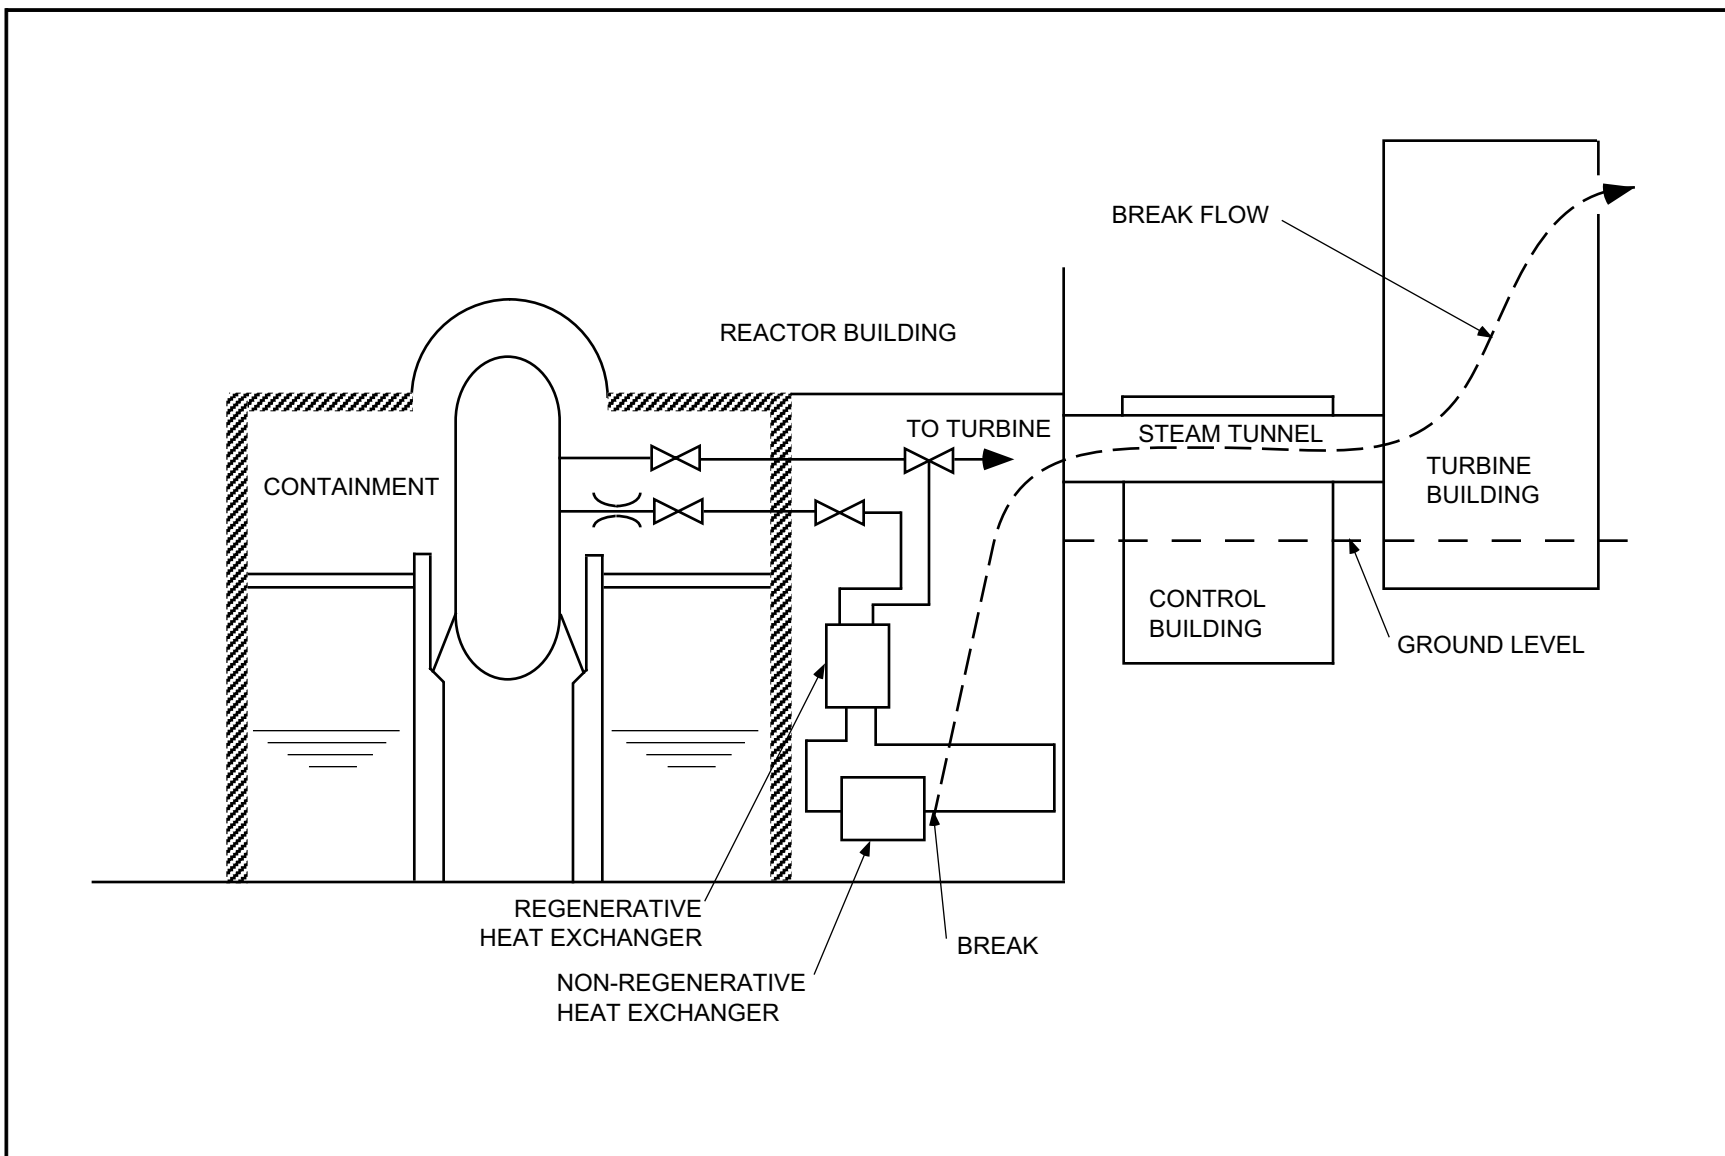 BREAK FLOW
REACTOR BUILDING
TO TURBINE
STEAM TUNNEL
CONTAINMENT
TURBINE
BUILDING
CONTROL
BUILDING
GROUND LEVEL
REGENERATIVE
HEAT EXCHANGER
BREAK
NON-REGENERATIVE
HEAT EXCHANGER